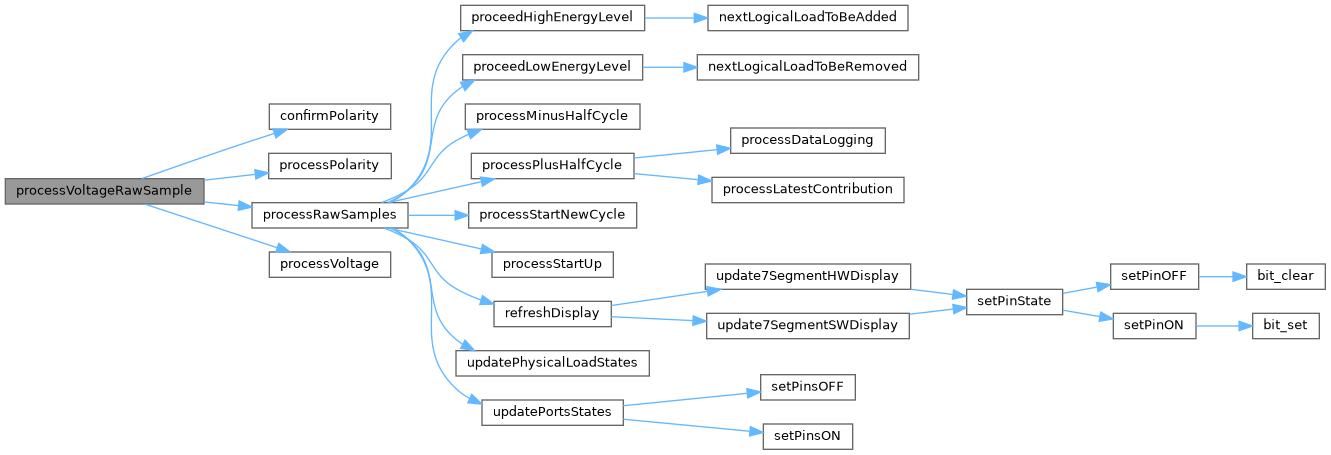 proceedHighEnergyLevel
nextLogicalLoadToBeAdded
proceedLowEnergyLevel
nextLogicalLoadToBeRemoved
confirmPolarity
processMinusHalfCycle
processDataLogging
processPolarity
processPlusHalfCycle
processVoltageRawSample
processLatestContribution
processRawSamples
processStartNewCycle
processVoltage
processStartUp
update7SegmentHWDisplay
setPinOFF
bit_clear
setPinState
refreshDisplay
update7SegmentSWDisplay
setPinON
bit_set
updatePhysicalLoadStates
setPinsOFF
updatePortsStates
setPinsON